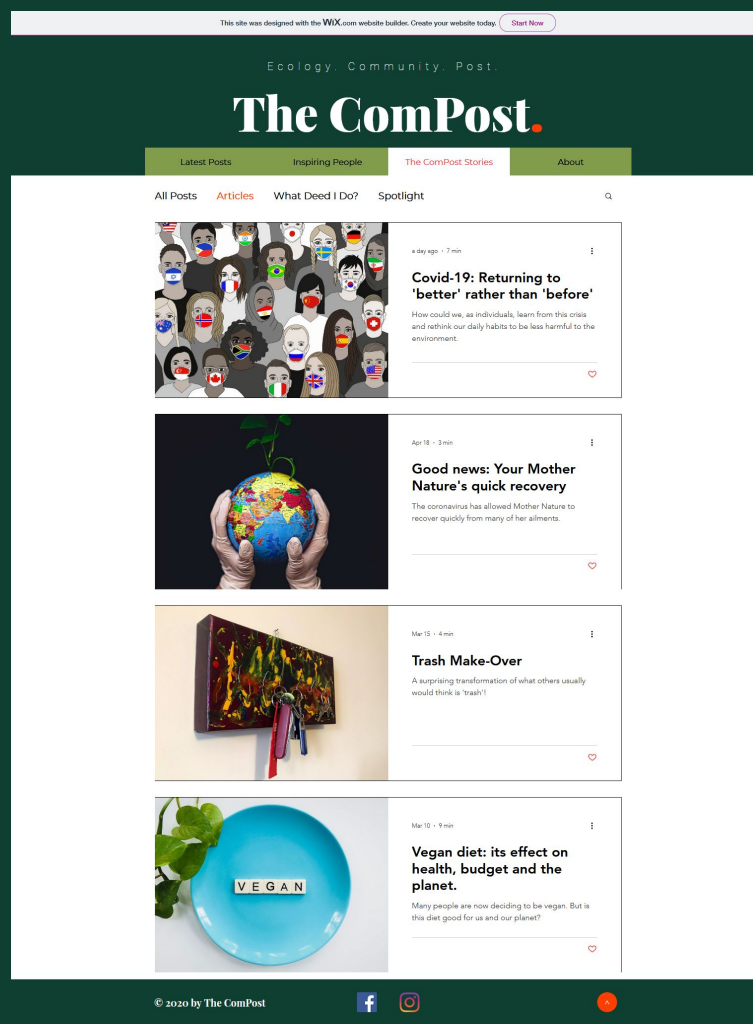 This site was designed with the WiX.com website builder. Create your website today. Start Now
Ecology. Community. Post.
The ComPost.
Latest Posts
Inspiring People
The ComPost Stories
About
All Posts
Articles
What Deed I Do?
Spotlight
a day ago · 7 min
Covid-19: Returning to
'better' rather than 'before'
How could we, as individuals, learn from this crisis
and rethink our daily habits to be less harmful to the
environment.
Apr 18 · 3 min
Good news: Your Mother
Nature's quick recovery
The coronavirus has allowed Mother Nature to
recover quickly from many of her ailments.
Mar 15 · 4 min
Trash Make-Over
A surprising transformation of what others usually
would think is 'trash'!
VEGAN
Mar 10 · 9 min
Vegan diet: its effect on
health, budget and the
planet.
Many people are now deciding to be vegan. But is
this diet good for us and our planet?
© 2020 by The ComPost